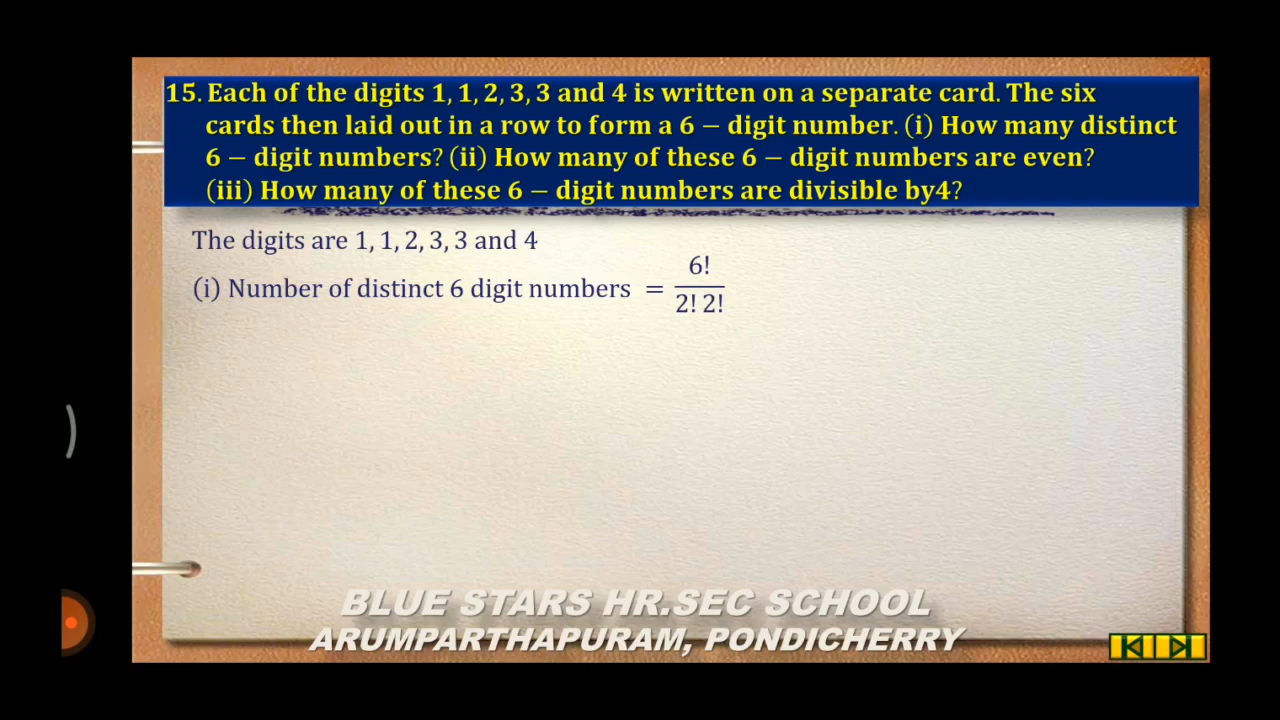 15. Each of the digits 1, 1, 2, 3, 3 and 4 is written on a separate card. The six
cards then laid out in a row to form a 6 − digit number. (i) How many distinct
6 − digit numbers? (ii) How many of these 6 − digit numbers are even?
(iii) How many of these 6 − digit numbers are divisible by4?
The digits are 1, 1, 2, 3, 3 and 4
(i) Number of distinct 6 digit numbers = 6! / 2! 2!
BLUE STARS HR.SEC SCHOOL
ARUMPARTHAPURAM, PONDICHERRY